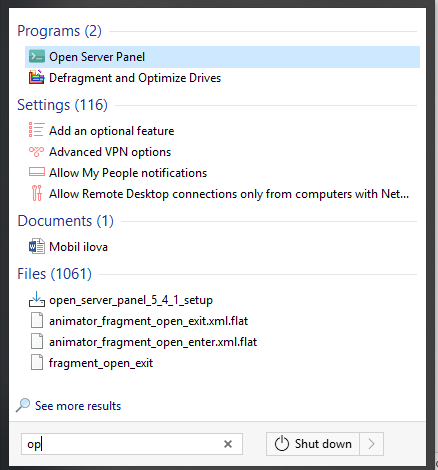 Programs (2)
Open Server Panel
Defragment and Optimize Drives
Settings (116)
Add an optional feature
Advanced VPN options
Allow My People notifications
Allow Remote Desktop connections only from computers with Net...
Documents (1)
Mobil ilova
Files (1061)
open_server_panel_5_4_1_setup
animator_fragment_open_exit.xml.flat
animator_fragment_open_enter.xml.flat
fragment_open_exit
See more results
op
Shut down